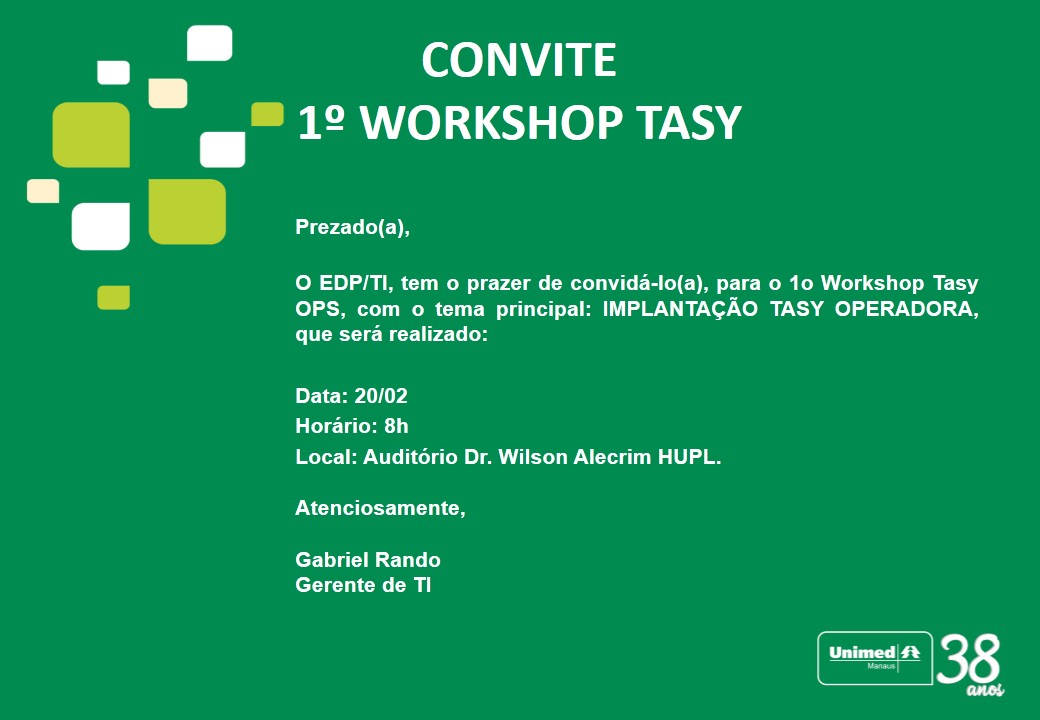 CONVITE
1º WORKSHOP TASY
Prezado(a),
O EDP/TI, tem o prazer de convidá-lo(a), para o 1o Workshop Tasy
OPS, com o tema principal: IMPLANTAÇÃO TASY OPERADORA,
que será realizado:
Data: 20/02
Horário: 8h
Local: Auditório Dr. Wilson Alecrim HUPL.
Atenciosamente,
Gabriel Rando
Gerente de TI
Unimed
Manaus
38
anos